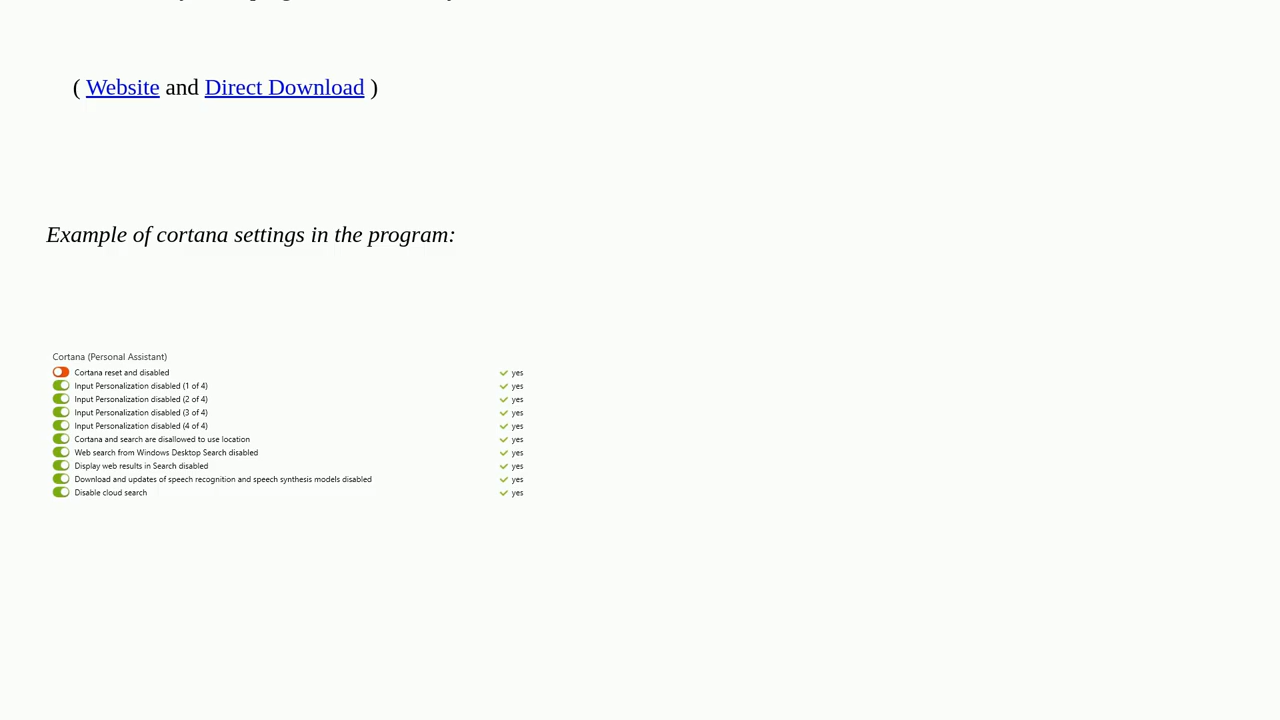 ( Website and Direct Download )
Example of cortana settings in the program:
Cortana (Personal Assistant)
Cortana reset and disabled yes
Input Personalization disabled (1 of 4) yes
Input Personalization disabled (2 of 4) yes
Input Personalization disabled (3 of 4) yes
Input Personalization disabled (4 of 4) yes
Cortana and search are disallowed to use location yes
Web search from Windows Desktop Search disabled yes
Display web results in Search disabled yes
Download and updates of speech recognition and speech synthesis models disabled yes
Disable cloud search yes